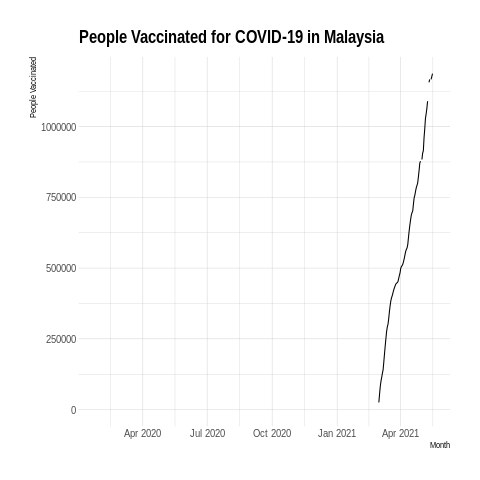 People Vaccinated for COVID-19 in Malaysia
People Vaccinated
1000000
750000
500000
250000
0
Apr 2020 Jul 2020 Oct 2020 Jan 2021 Apr 2021
Month